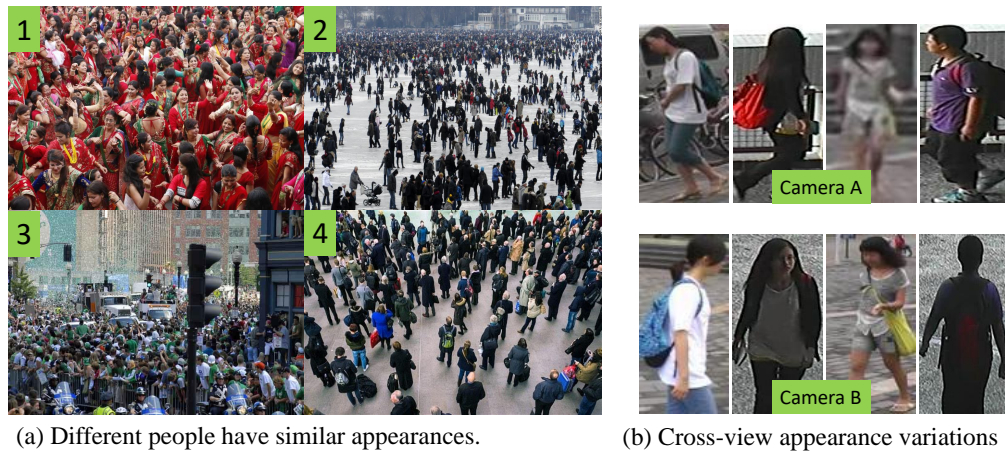 1
2
3
4
Camera A
Camera B
(a) Different people have similar appearances.
(b) Cross-view appearance variations